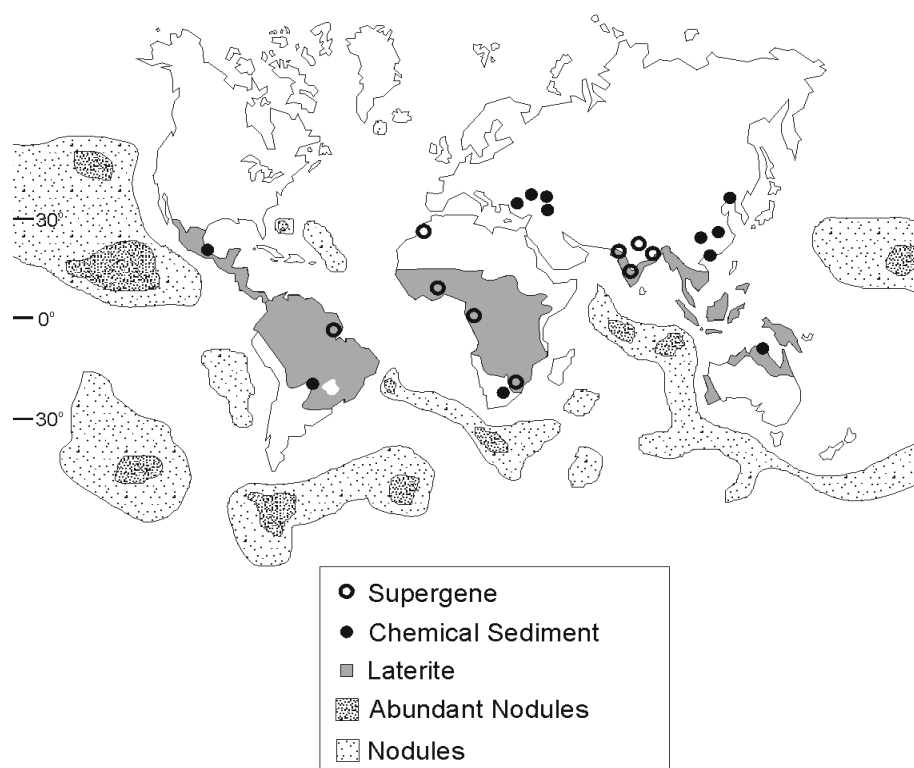 30°
0°
30°
Supergene
Chemical Sediment
Laterite
Abundant Nodules
Nodules